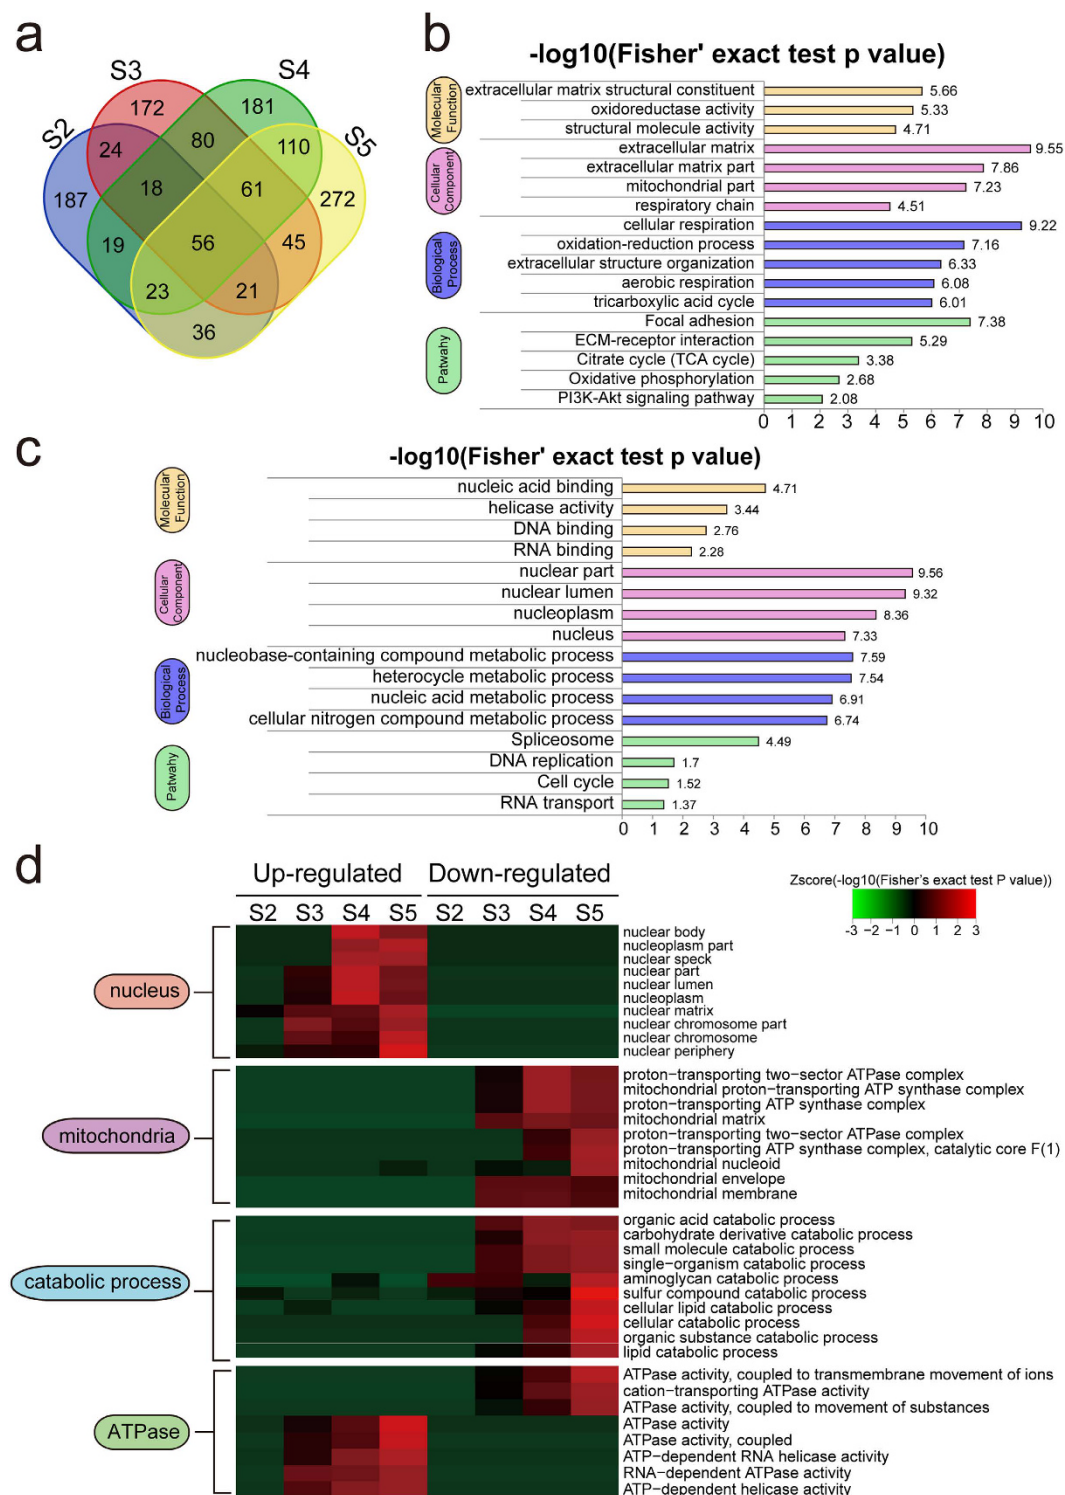 a
S3
S4
S2
S5
172
181
24
80
110
187
18
61
272
19
56
45
23
21
36
b
-log10(Fisher' exact test p value)
Molecular Function
extracellular matrix structural constituent 5.66
oxidoreductase activity 5.33
structural molecule activity 4.71
Cellular Component
extracellular matrix 9.55
extracellular matrix part 7.86
mitochondrial part 7.23
respiratory chain 4.51
Biological Process
cellular respiration 9.22
oxidation-reduction process 7.16
extracellular structure organization 6.33
aerobic respiration 6.08
tricarboxylic acid cycle 6.01
Patwahy
Focal adhesion 7.38
ECM-receptor interaction 5.29
Citrate cycle (TCA cycle) 3.38
Oxidative phosphorylation 2.68
PI3K-Akt signaling pathway 2.08
0 1 2 3 4 5 6 7 8 9 10
c
-log10(Fisher' exact test p value)
Molecular Function
nucleic acid binding 4.71
helicase activity 3.44
DNA binding 2.76
RNA binding 2.28
Cellular Component
nuclear part 9.56
nuclear lumen 9.32
nucleoplasm 8.36
nucleus 7.33
Biological Process
nucleobase-containing compound metabolic process 7.59
heterocycle metabolic process 7.54
nucleic acid metabolic process 6.91
cellular nitrogen compound metabolic process 6.74
Patwahy
Spliceosome 4.49
DNA replication 1.7
Cell cycle 1.52
RNA transport 1.37
0 1 2 3 4 5 6 7 8 9 10
d
Up-regulated Down-regulated
S2 S3 S4 S5 S2 S3 S4 S5
Zscore(-log10(Fisher's exact test P value))
-3 -2 -1 0 1 2 3
nucleus
nuclear body
nucleoplasm part
nuclear speck
nuclear part
nuclear lumen
nucleoplasm
nuclear matrix
nuclear chromosome part
nuclear chromosome
nuclear periphery
mitochondria
proton-transporting two-sector ATPase complex
mitochondrial proton-transporting ATP synthase complex
proton-transporting ATP synthase complex
mitochondrial matrix
proton-transporting two-sector ATPase complex
proton-transporting ATP synthase complex, catalytic core F(1)
mitochondrial nucleoid
mitochondrial envelope
mitochondrial membrane
catabolic process
organic acid catabolic process
carbohydrate derivative catabolic process
small molecule catabolic process
single-organism catabolic process
aminoglycan catabolic process
sulfur compound catabolic process
cellular lipid catabolic process
cellular catabolic process
organic substance catabolic process
lipid catabolic process
ATPase
ATPase activity, coupled to transmembrane movement of ions
cation-transporting ATPase activity
ATPase activity, coupled to movement of substances
ATPase activity
ATPase activity, coupled
ATP-dependent RNA helicase activity
RNA-dependent ATPase activity
ATP-dependent helicase activity